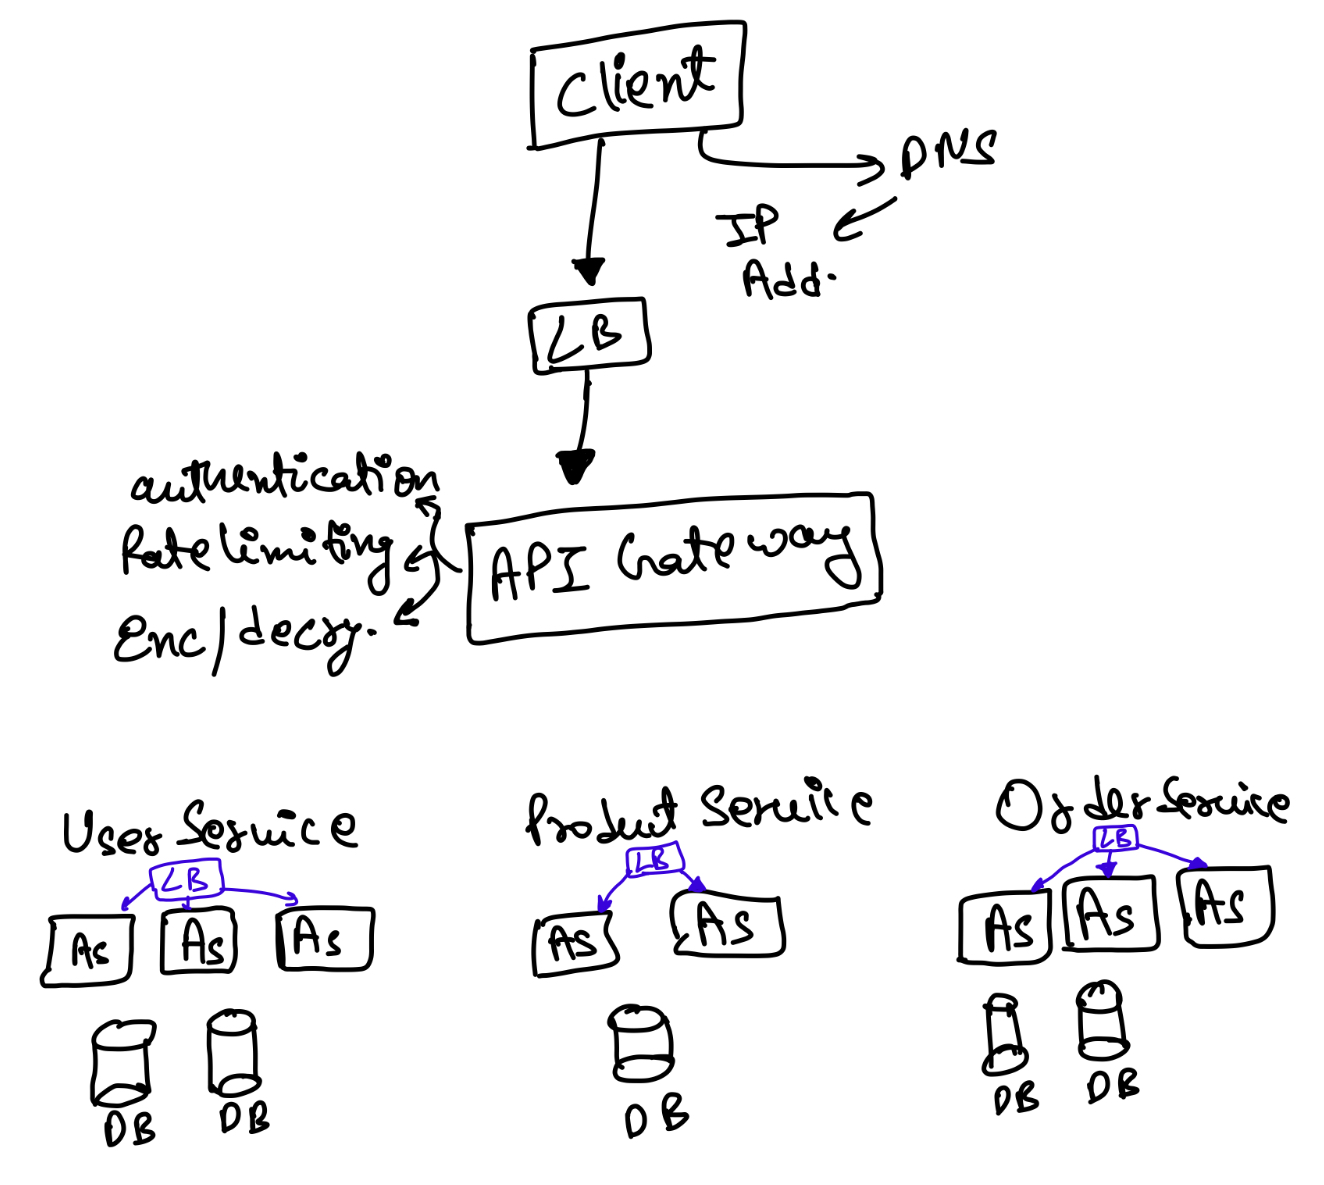 Client
DNS
IP
Add.
LB
authentication
Rate limiting
Enc/decry.
API Gateway
User Service
Product Service
Order Service
LB
LB
LB
As
As
As
As
As
As
As
As
DB
DB
DB
DB
DB